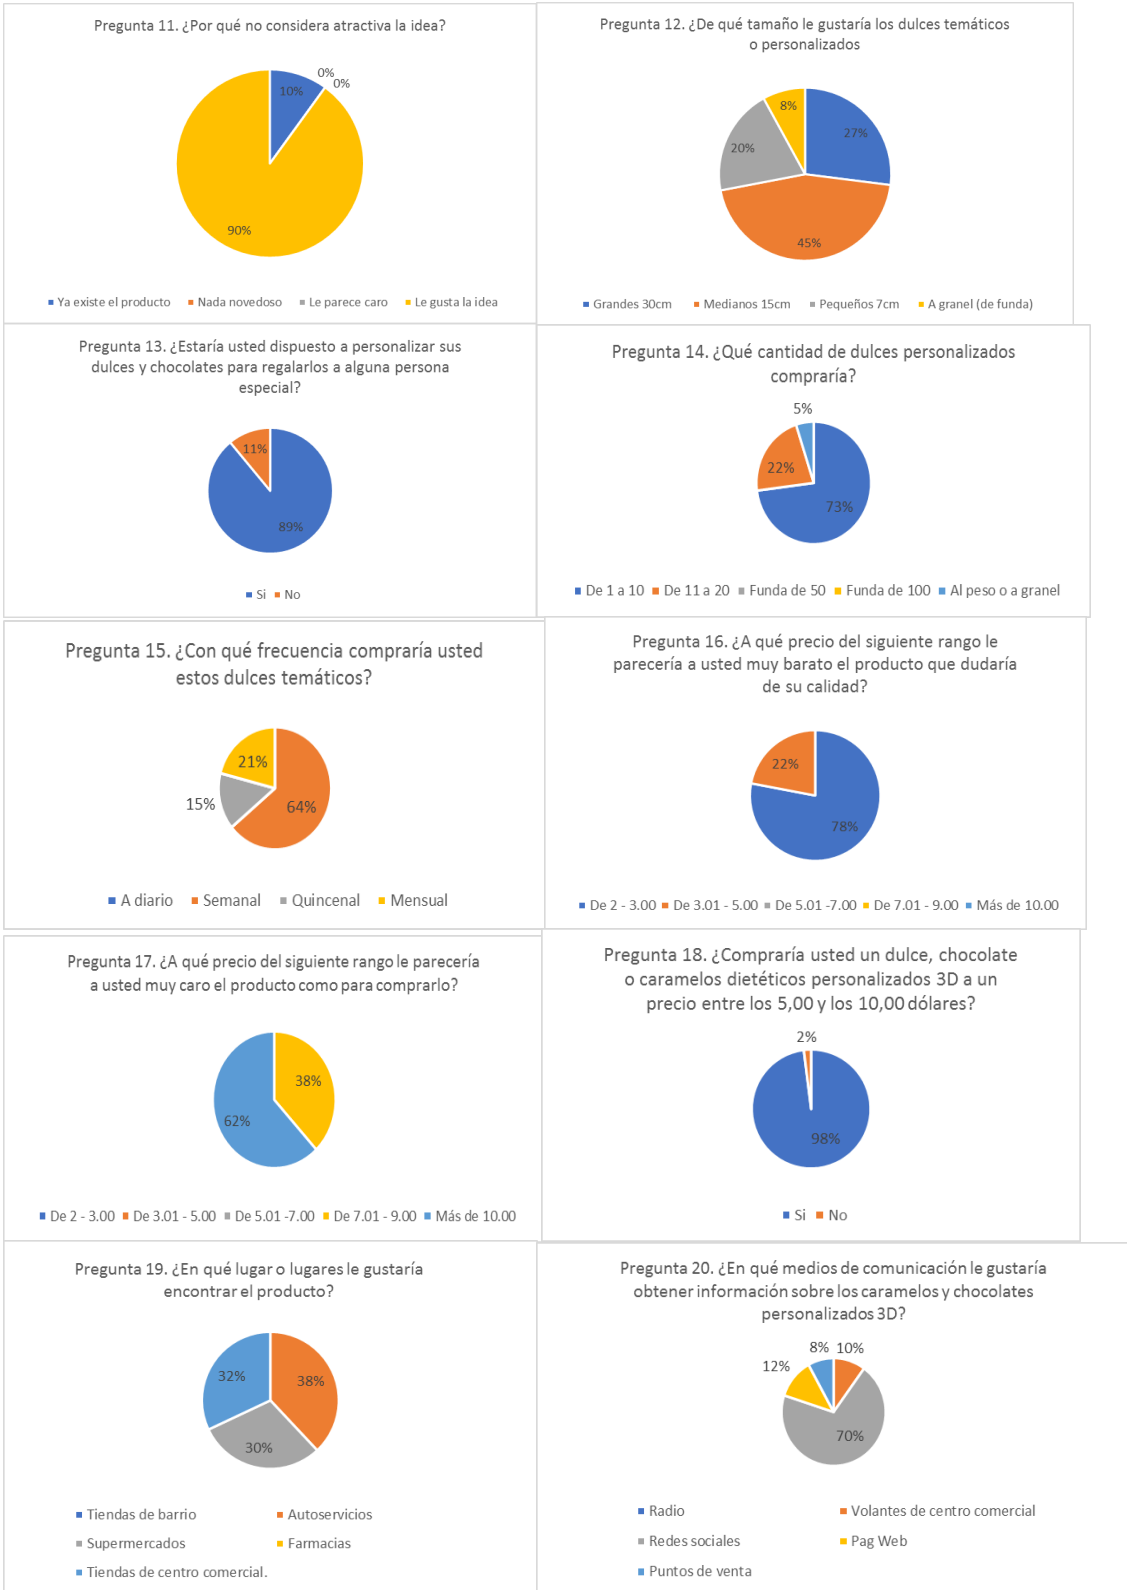 Pregunta 11. ¿Por qué no considera atractiva la idea?
10%
0%
0%
90%
Ya existe el producto Nada novedoso Le parece caro Le gusta la idea
Pregunta 12. ¿De qué tamaño le gustaría los dulces temáticos
o personalizados
8%
27%
20%
45%
Grandes 30cm Medianos 15cm Pequeños 7cm A granel (de funda)
Pregunta 13. ¿Estaría usted dispuesto a personalizar sus
dulces y chocolates para regalarlos a alguna persona
especial?
11%
89%
Si No
Pregunta 14. ¿Qué cantidad de dulces personalizados
compraría?
5%
22%
73%
De 1 a 10 De 11 a 20 Funda de 50 Funda de 100 Al peso o a granel
Pregunta 15. ¿Con qué frecuencia compraría usted
estos dulces temáticos?
21%
15%
64%
A diario Semanal Quincenal Mensual
Pregunta 16. ¿A qué precio del siguiente rango le
parecería a usted muy barato el producto que dudaría
de su calidad?
22%
78%
De 2 - 3.00 De 3.01 - 5.00 De 5.01 -7.00 De 7.01 - 9.00 Más de 10.00
Pregunta 17. ¿A qué precio del siguiente rango le parecería
a usted muy caro el producto como para comprarlo?
38%
62%
De 2 - 3.00 De 3.01 - 5.00 De 5.01 -7.00 De 7.01 - 9.00 Más de 10.00
Pregunta 18. ¿Compraría usted un dulce, chocolate
o caramelos dietéticos personalizados 3D a un
precio entre los 5,00 y los 10,00 dólares?
2%
98%
Si No
Pregunta 19. ¿En qué lugar o lugares le gustaría
encontrar el producto?
32%
38%
30%
Tiendas de barrio Autoservicios
Supermercados Farmacias
Tiendas de centro comercial.
Pregunta 20. ¿En qué medios de comunicación le gustaría
obtener información sobre los caramelos y chocolates
personalizados 3D?
8% 10%
12%
70%
Radio Volantes de centro comercial
Redes sociales Pag Web
Puntos de venta